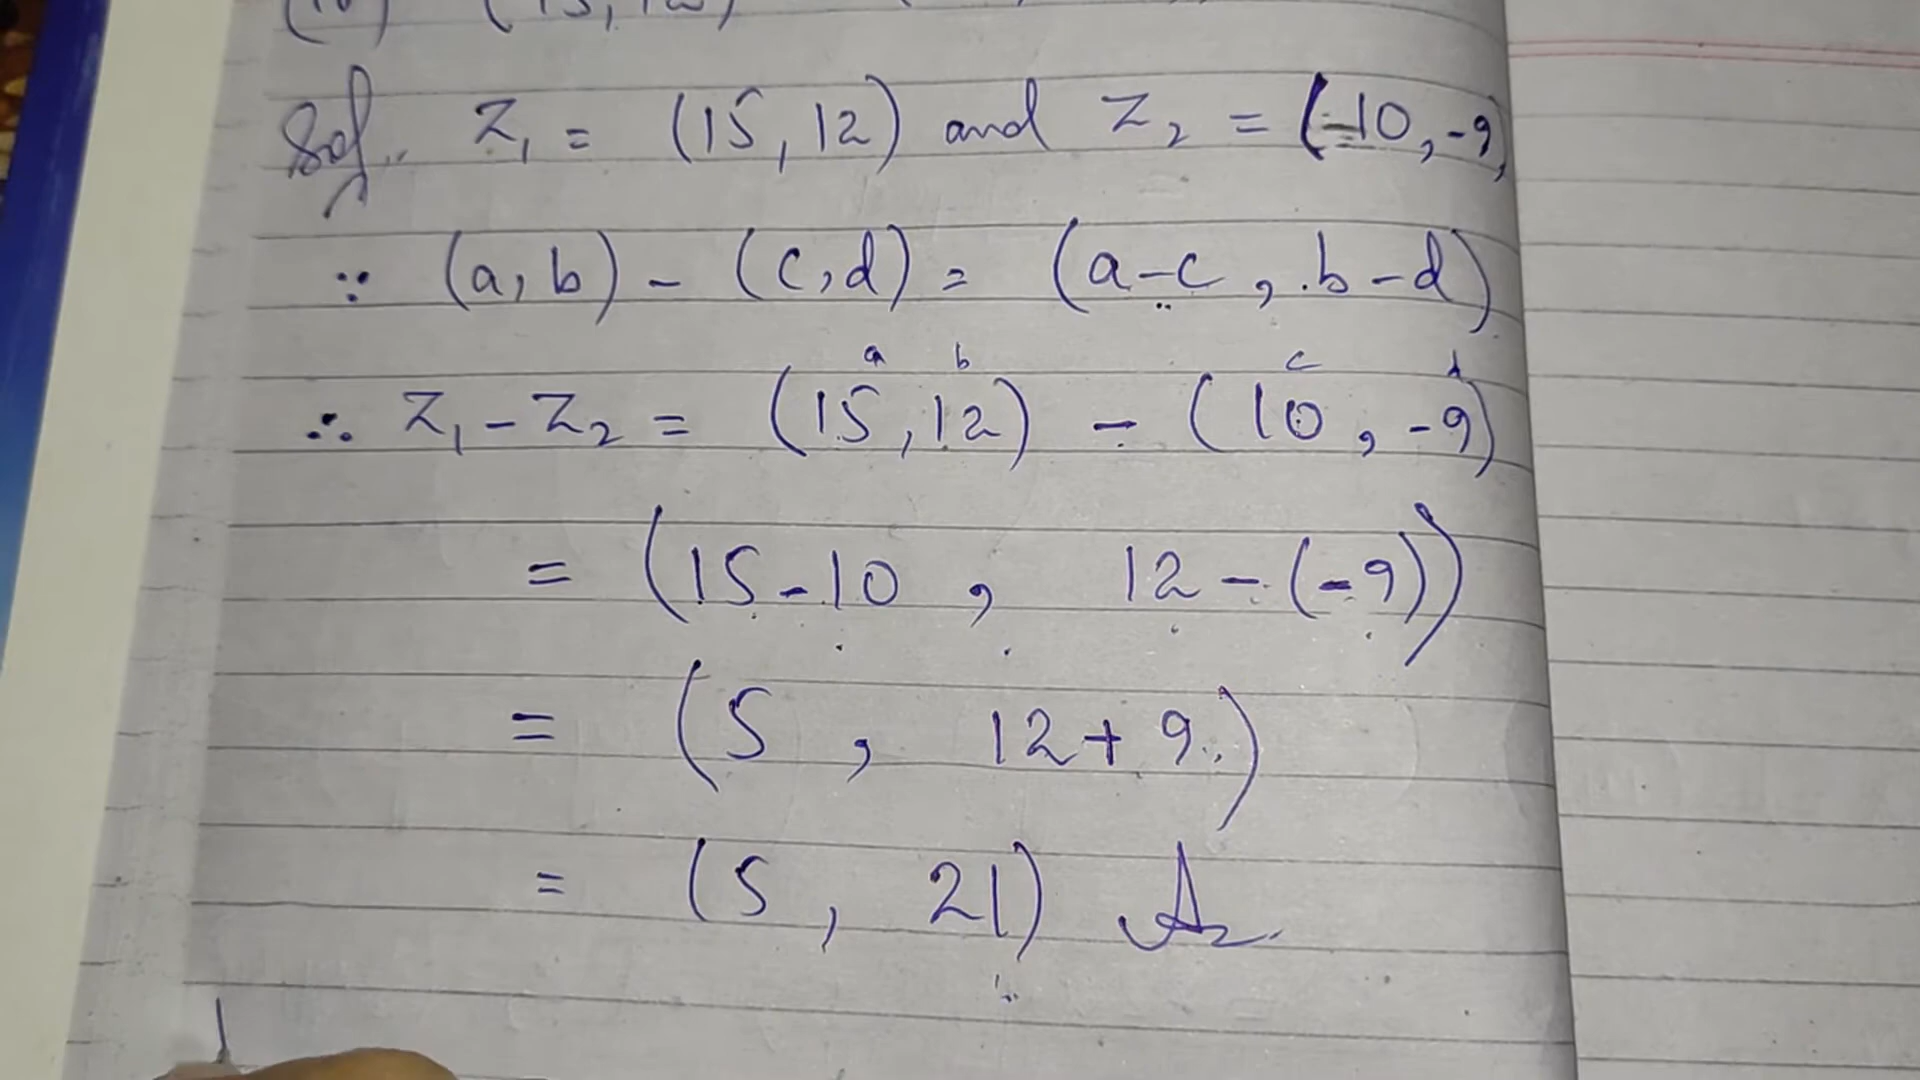 Sol. Z₁ = (15, 12) and Z₂ = (-10, -9)
∵ (a, b) - (c, d) = (a-c, b-d)
a b c d
∴ Z₁ - Z₂ = (15, 12) - (10, -9)
= (15-10, 12-(-9))
= (5, 12+9)
= (5, 21) A